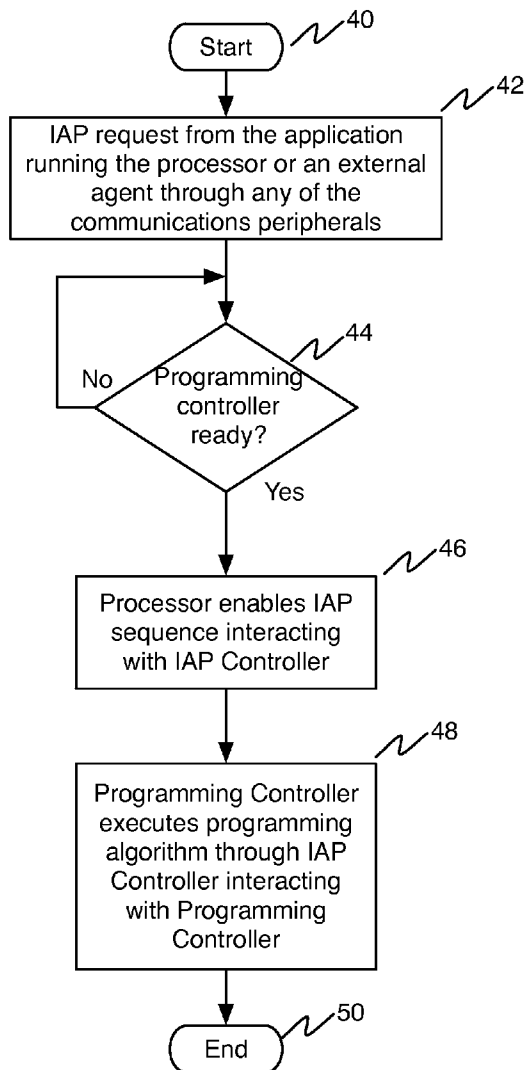 Start
40
42
IAP request from the application
running the processor or an external
agent through any of the
communications peripherals
44
No
Programming
controller
ready?
Yes
46
Processor enables IAP
sequence interacting
with IAP Controller
48
Programming Controller
executes programming
algorithm through IAP
Controller interacting
with Programming
Controller
50
End